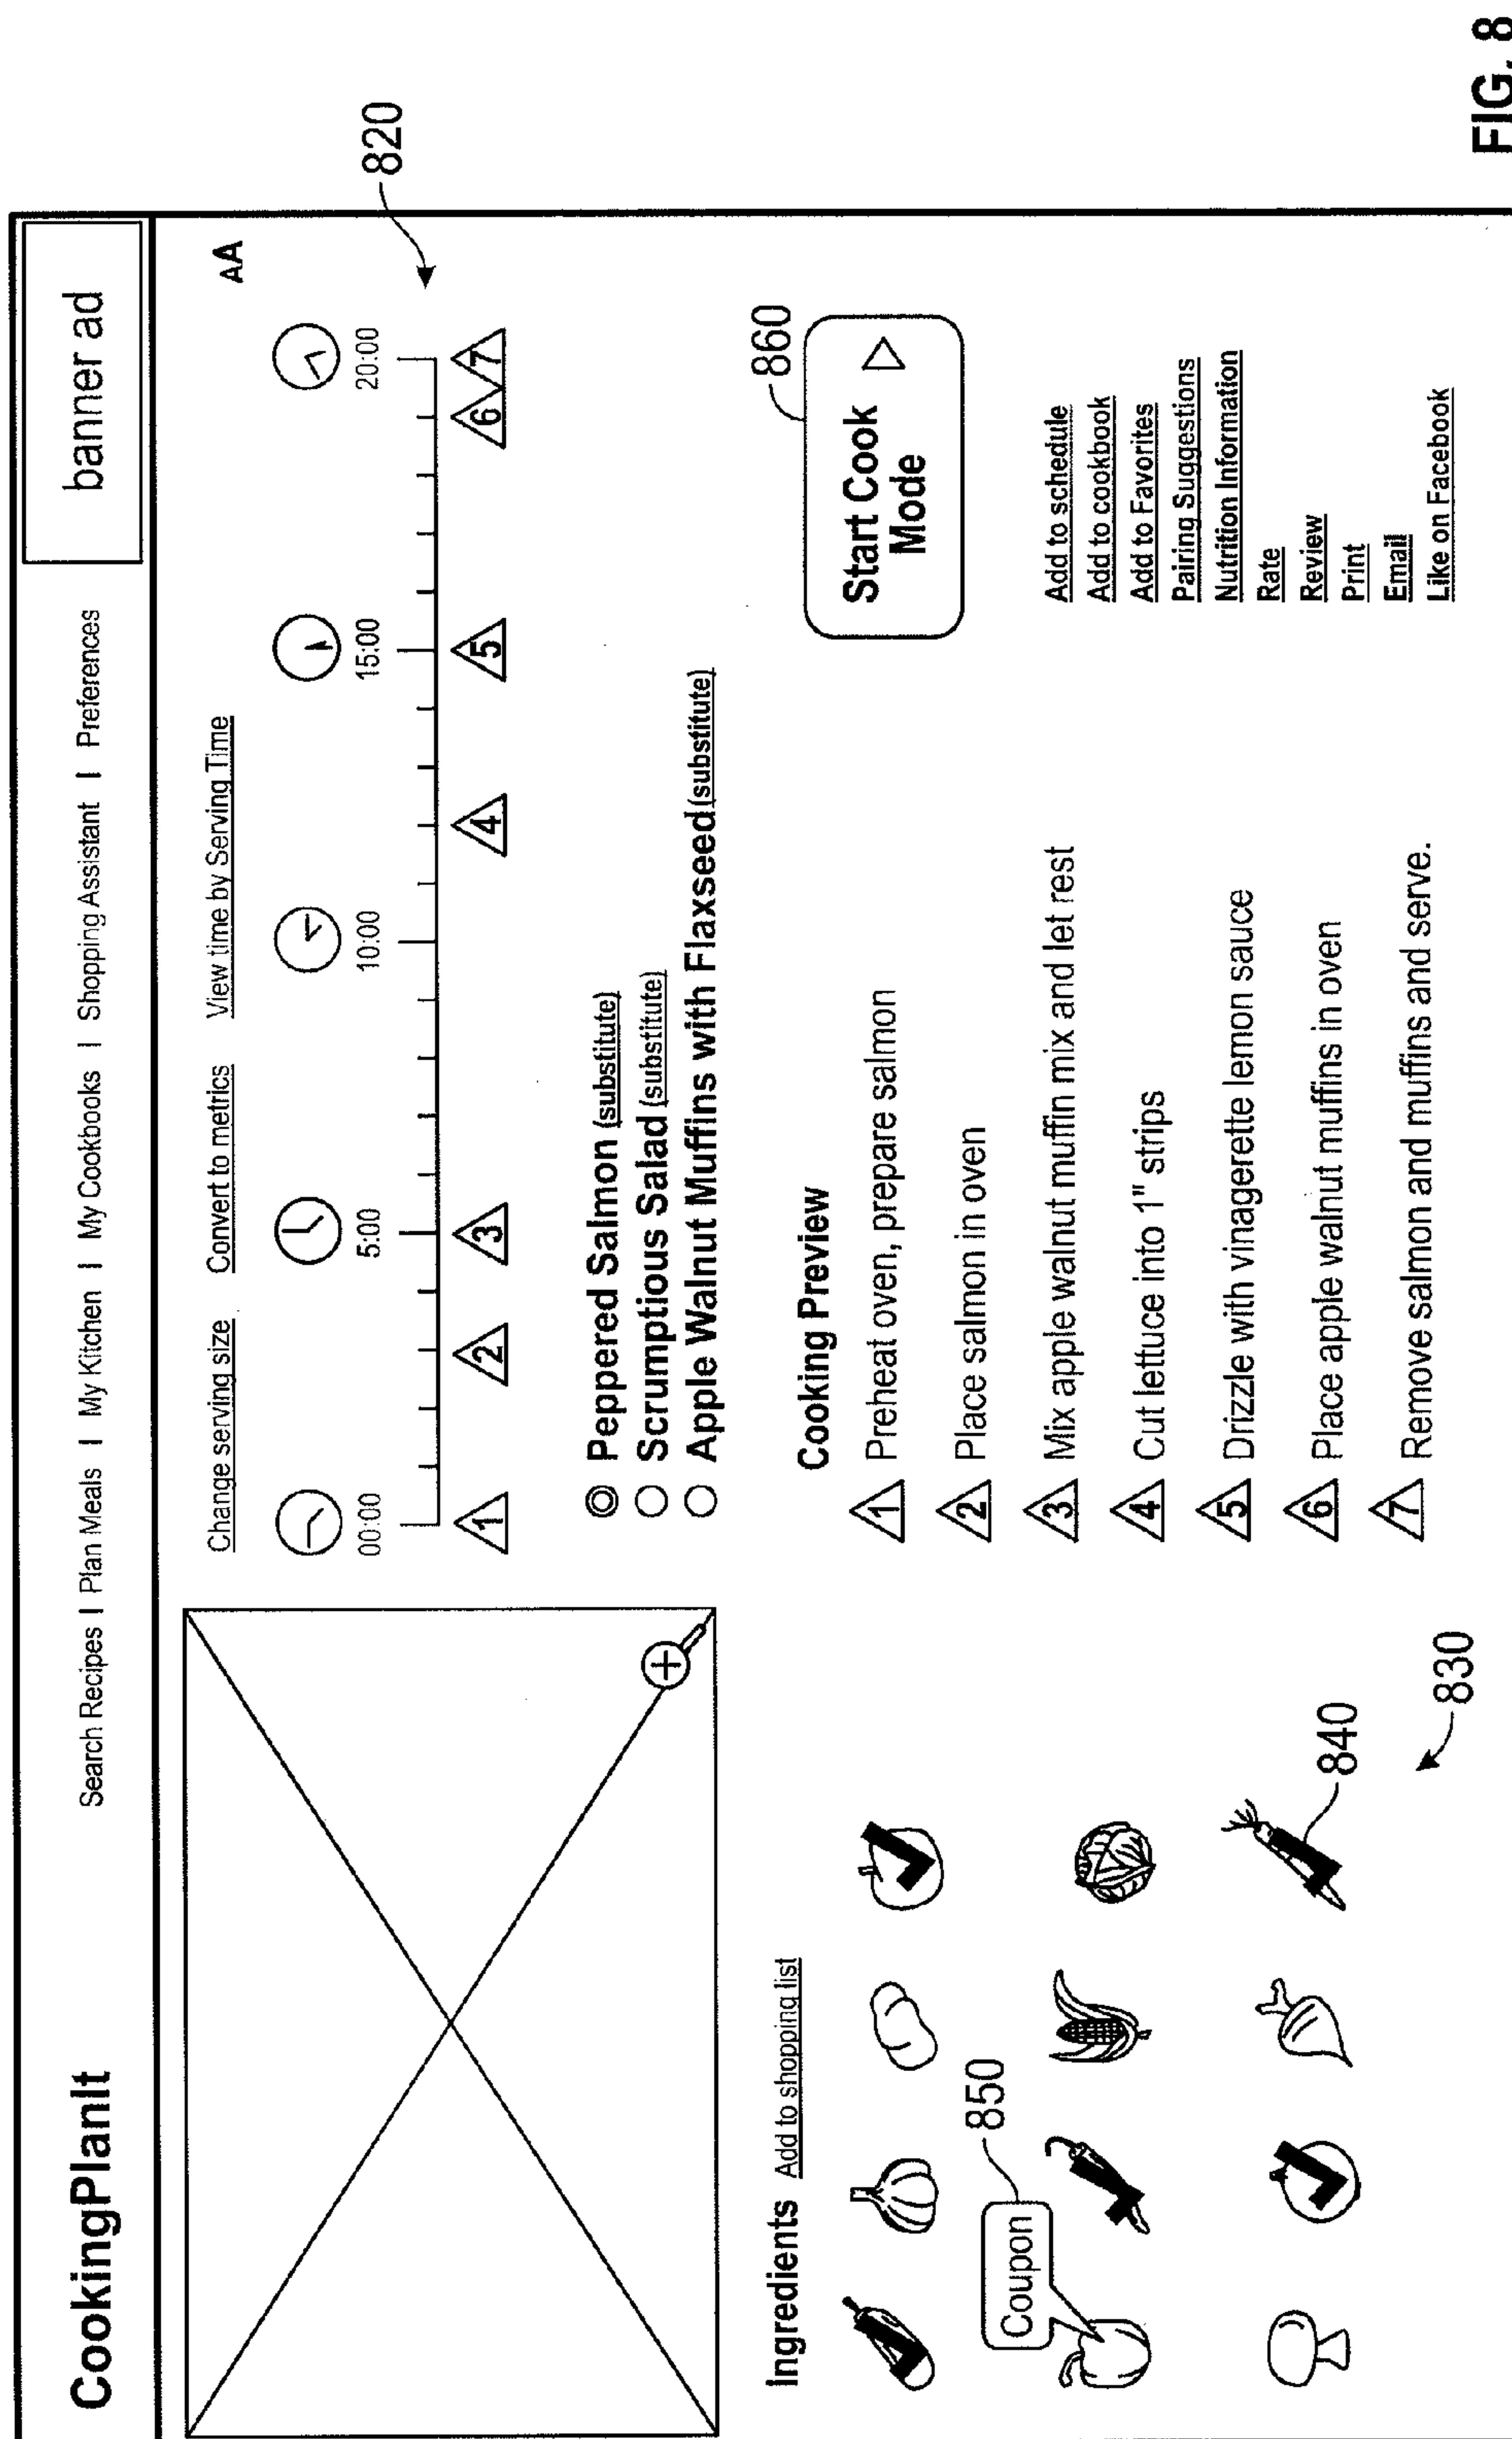 CookingPlanIt
Search Recipes | Plan Meals | My Kitchen | My Cookbooks | Shopping Assistant | Preferences
banner ad
Change serving size
Convert to metrics
View time by Serving Time
AA
00:00
5:00
10:00
15:00
20:00
820
1
2
3
4
5
6
7
Peppered Salmon (substitute)
Scrumptious Salad (substitute)
Apple Walnut Muffins with Flaxseed (substitute)
Ingredients Add to shopping list
850
Coupon
840
830
Cooking Preview
1 Preheat oven, prepare salmon
2 Place salmon in oven
3 Mix apple walnut muffin mix and let rest
4 Cut lettuce into 1" strips
5 Drizzle with vinagerette lemon sauce
6 Place apple walnut muffins in oven
7 Remove salmon and muffins and serve.
860
Start Cook
Mode
Add to schedule
Add to cookbook
Add to Favorites
Pairing Suggestions
Nutrition Information
Rate
Review
Print
Email
Like on Facebook
FIG. 8